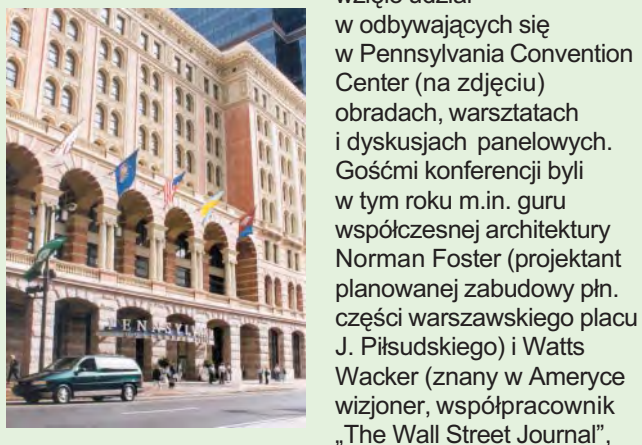 w odbywających się
w Pennsylvania Convention
Center (na zdjęciu)
obradach, warsztatach
i dyskusjach panelowych.
Gośćmi konferencji byli
w tym roku m.in. guru
współczesnej architektury
Norman Foster (projektant
planowanej zabudowy płn.
części warszawskiego placu
J. Piłsudskiego) i Watts
Wacker (znany w Ameryce
wizjoner, współpracownik
„The Wall Street Journal”,